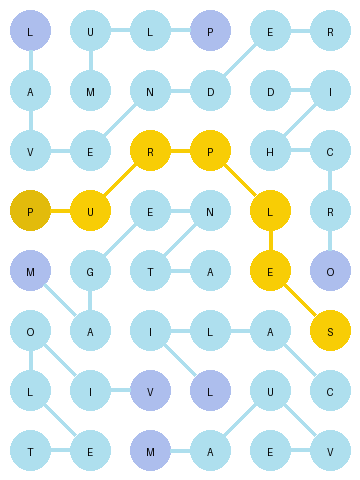 L U L P E R
A M N D D I
V E R P H C
P U E N L R
M G T A E O
O A I L A S
L I V L U C
T E M A E V